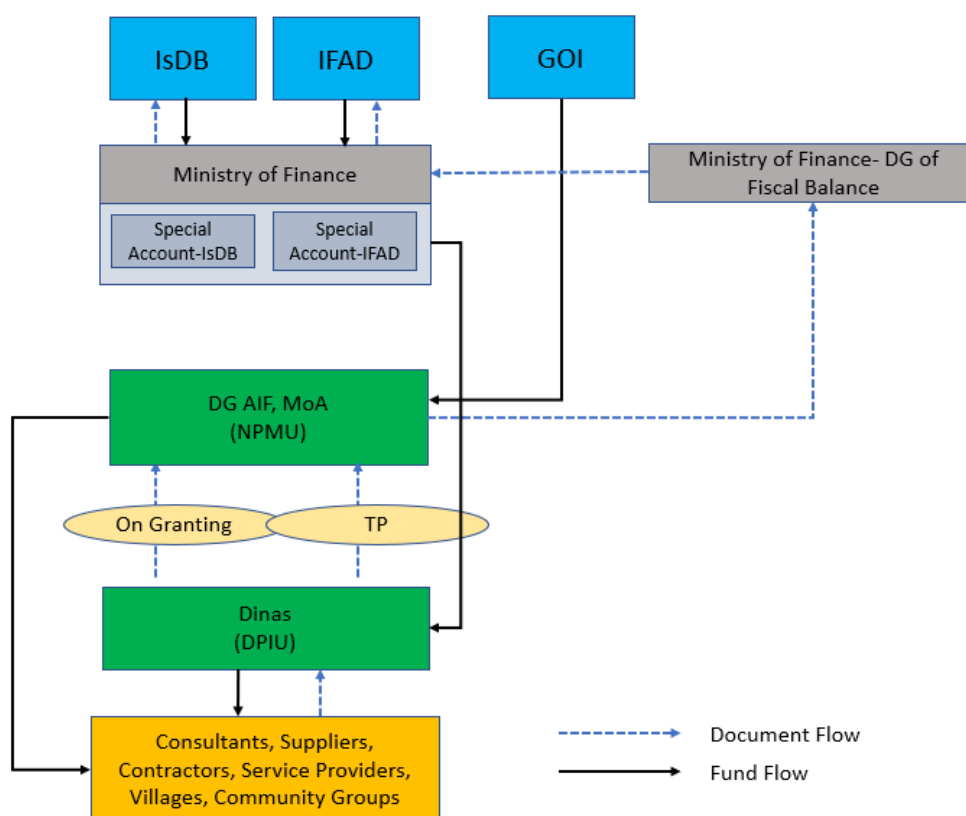 IsDB
IFAD
GOI
Ministry of Finance
Ministry of Finance- DG of
Fiscal Balance
Special
Account-IsDB
Special
Account-IFAD
DG AIF, MoA
(NPMU)
On Granting
TP
Dinas
(DPIU)
Consultants, Suppliers,
Contractors, Service Providers,
Villages, Community Groups
Document Flow
Fund Flow